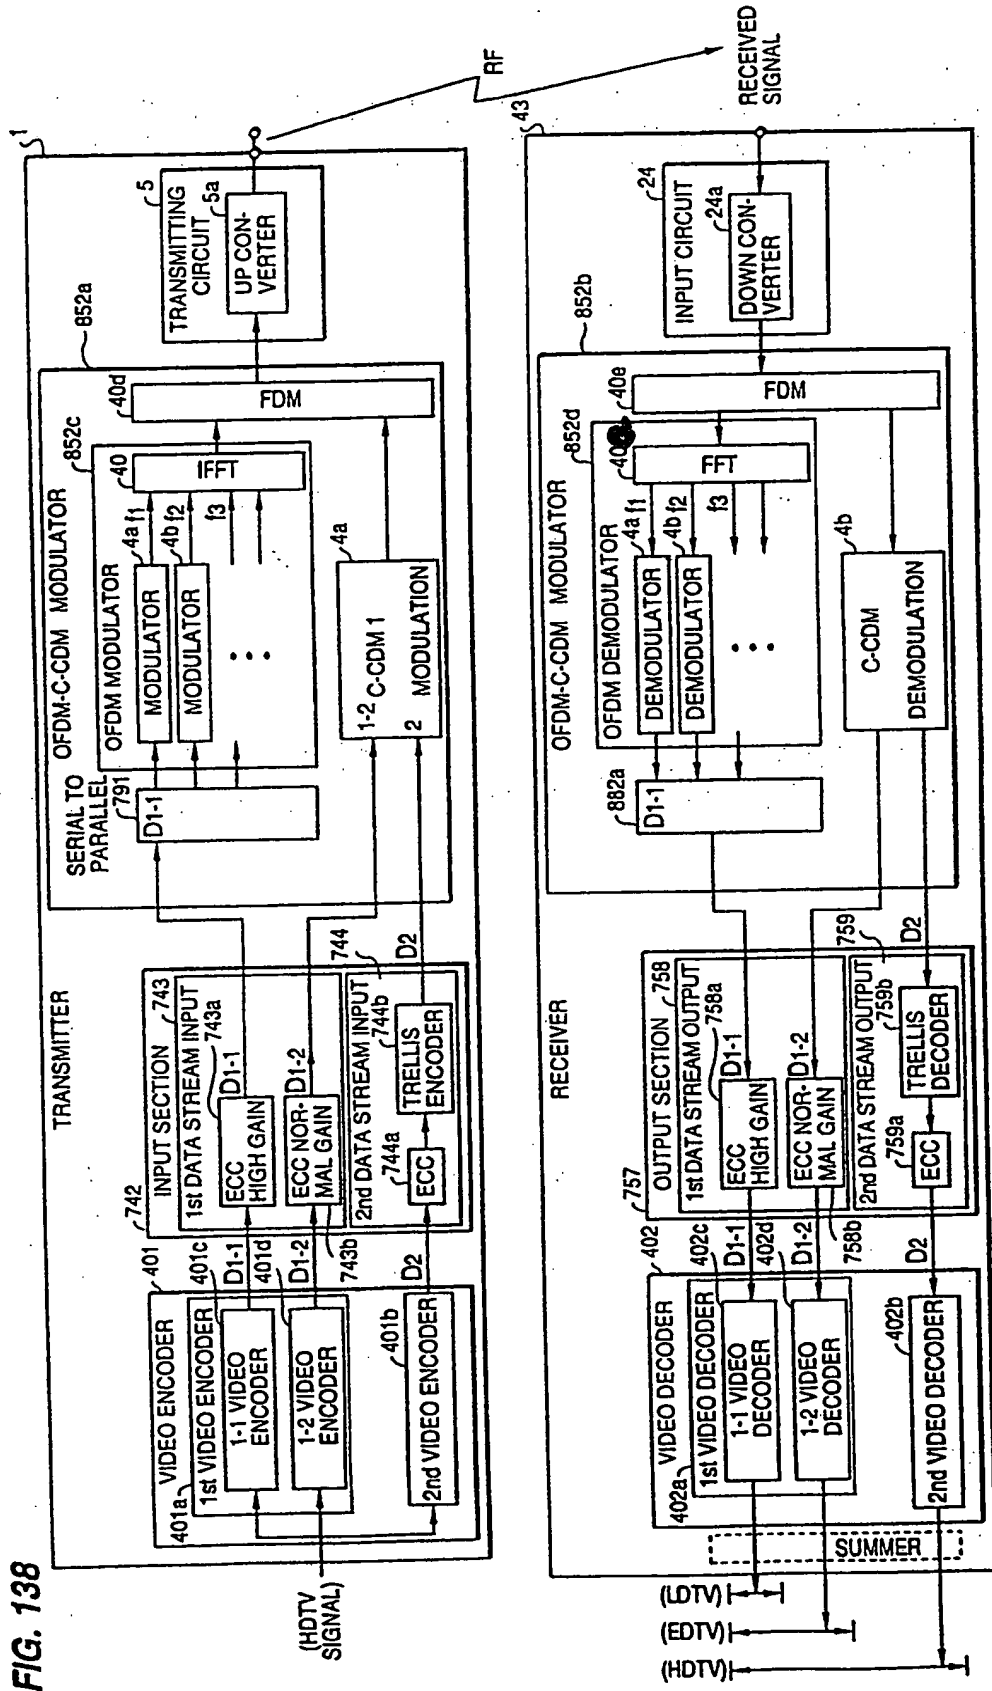 FIG. 138
TRANSMITTER
1
(HDTV
SIGNAL)
VIDEO ENCODER
401
401a
1st VIDEO ENCODER
401c
1-1 VIDEO
ENCODER
401d
1-2 VIDEO
ENCODER
401b
2nd VIDEO ENCODER
D1-1
D1-2
D2
742
INPUT SECTION
743
1st DATA STREAM INPUT
743a
ECC
HIGH GAIN
D1-1
ECC NOR-
MAL GAIN
D1-2
743b
744
2nd DATA STREAM INPUT
744a
ECC
744b
TRELLIS
ENCODER
D2
852a
OFDM-C-CDM MODULATOR
SERIAL TO
PARALLEL
791
D1-1
852c
OFDM MODULATOR
MODULATOR
4a
f1
MODULATOR
4b
f2
f3
40
IFFT
4a
1-2 C-CDM 1
2
MODULATION
40d
FDM
5
TRANSMITTING
CIRCUIT
5a
UP CON-
VERTER
RF
RECEIVED
SIGNAL
RECEIVER
43
24
INPUT CIRCUIT
24a
DOWN CON-
VERTER
852b
OFDM-C-CDM MODULATOR
40e
FDM
852d
OFDM DEMODULATOR
40
FFT
DEMODULATOR
4a
f1
DEMODULATOR
4b
f2
f3
882a
D1-1
4b
C-CDM
DEMODULATION
757
OUTPUT SECTION
758
1st DATA STREAM OUTPUT
758a
ECC
HIGH GAIN
D1-1
ECC NOR-
MAL GAIN
D1-2
758b
759
2nd DATA STREAM OUTPUT
759a
ECC
759b
TRELLIS
DECODER
D2
D1-1
D1-2
D2
402
VIDEO DECODER
402a
1st VIDEO DECODER
402c
1-1 VIDEO
DECODER
402d
1-2 VIDEO
DECODER
402b
2nd VIDEO DECODER
SUMMER
(LDTV)
(EDTV)
(HDTV)